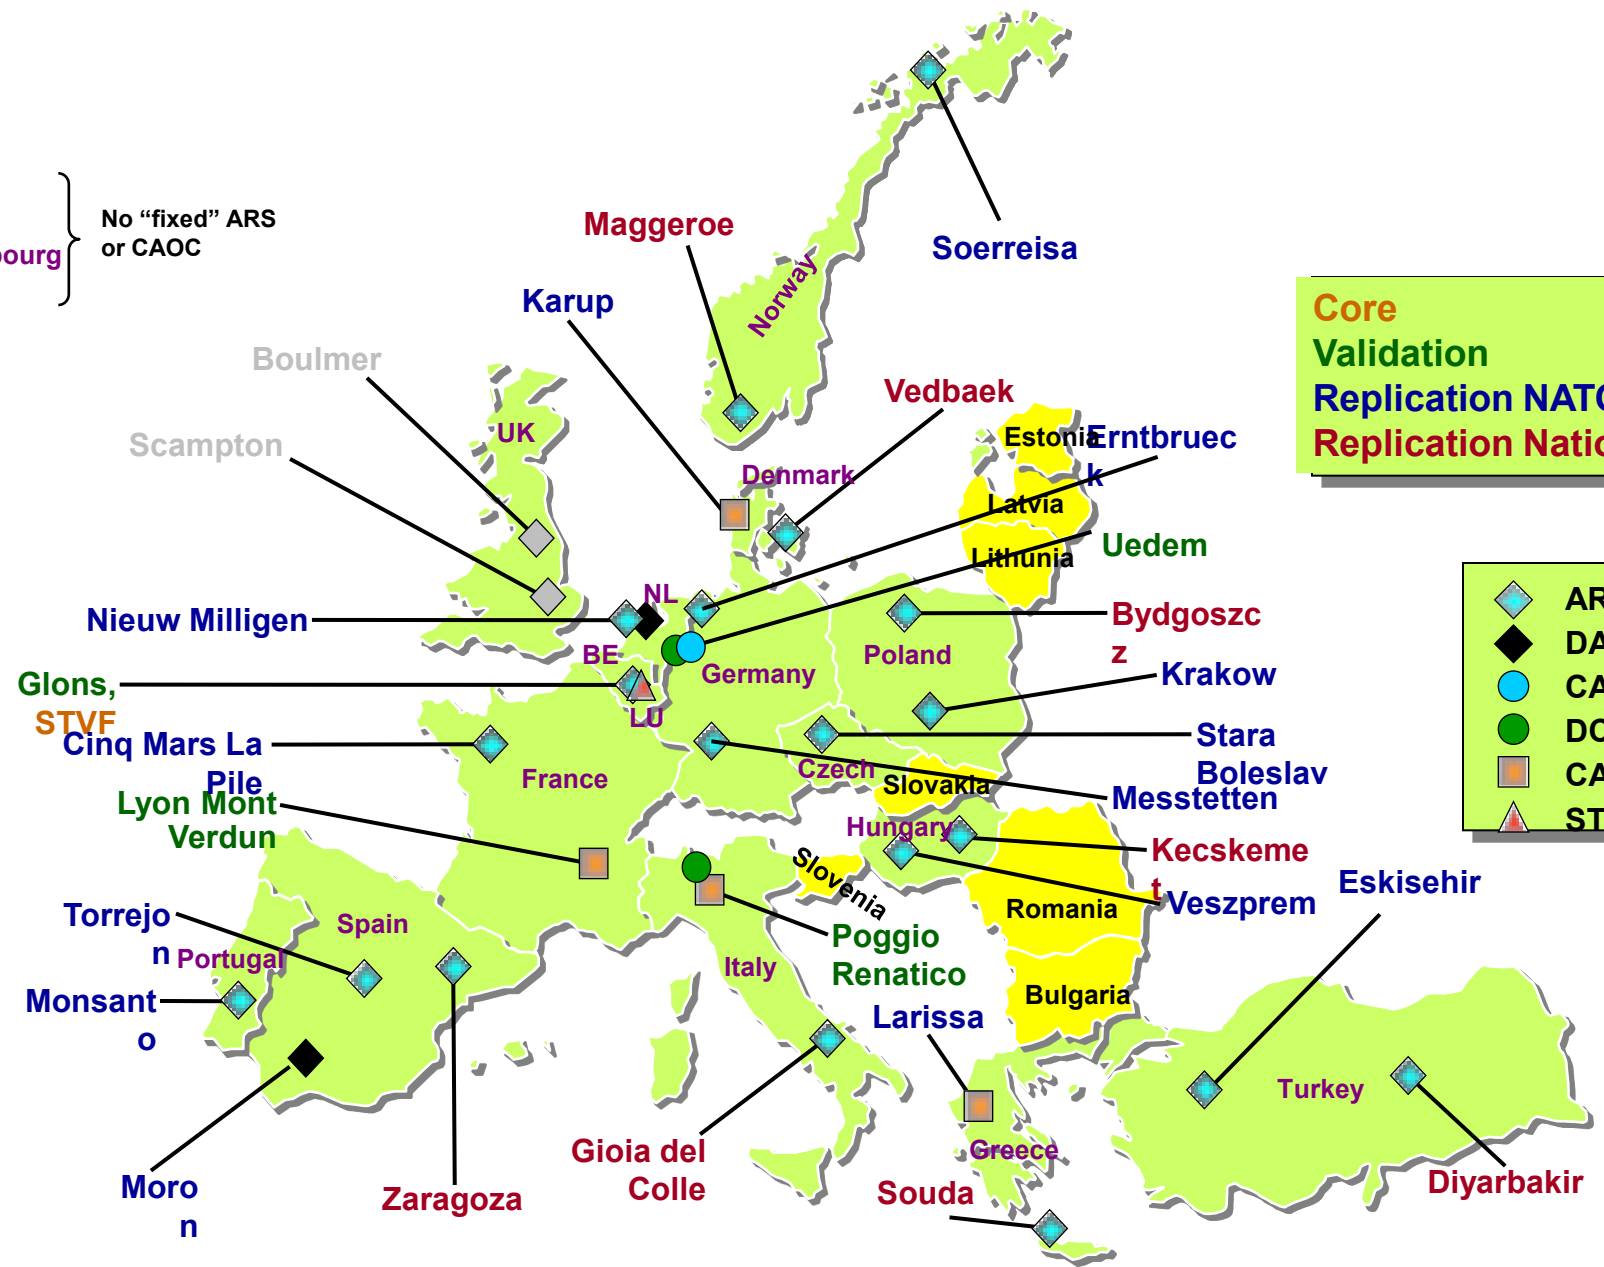 No “fixed” ARS
or CAOC
bourg
Maggeroe
Soerreisa
Norway
Karup
Boulmer
Vedbaek
Scampton
UK
Denmark
Estonia
Erntbruec
k
Latvia
Lithunia
Uedem
Core
Validation
Replication NATO
Replication Natio
NL
Nieuw Milligen
BE
Germany
Poland
Bydgoszc
z
Krakow
Glons,
STVF
LU
Cinq Mars La
Pile
France
Czech
Slovakia
Stara
Boleslav
Messtetten
Lyon Mont
Verdun
Hungary
Slovenia
Kecskeme
t
Veszprem
Eskisehir
Romania
Torrejo
n
Spain
Portugal
Monsant
o
Italy
Poggio
Renatico
Bulgaria
Larissa
Turkey
Greece
Gioia del
Colle
Souda
Diyarbakir
Moro
n
Zaragoza
AR
DA
CA
DC
CA
ST